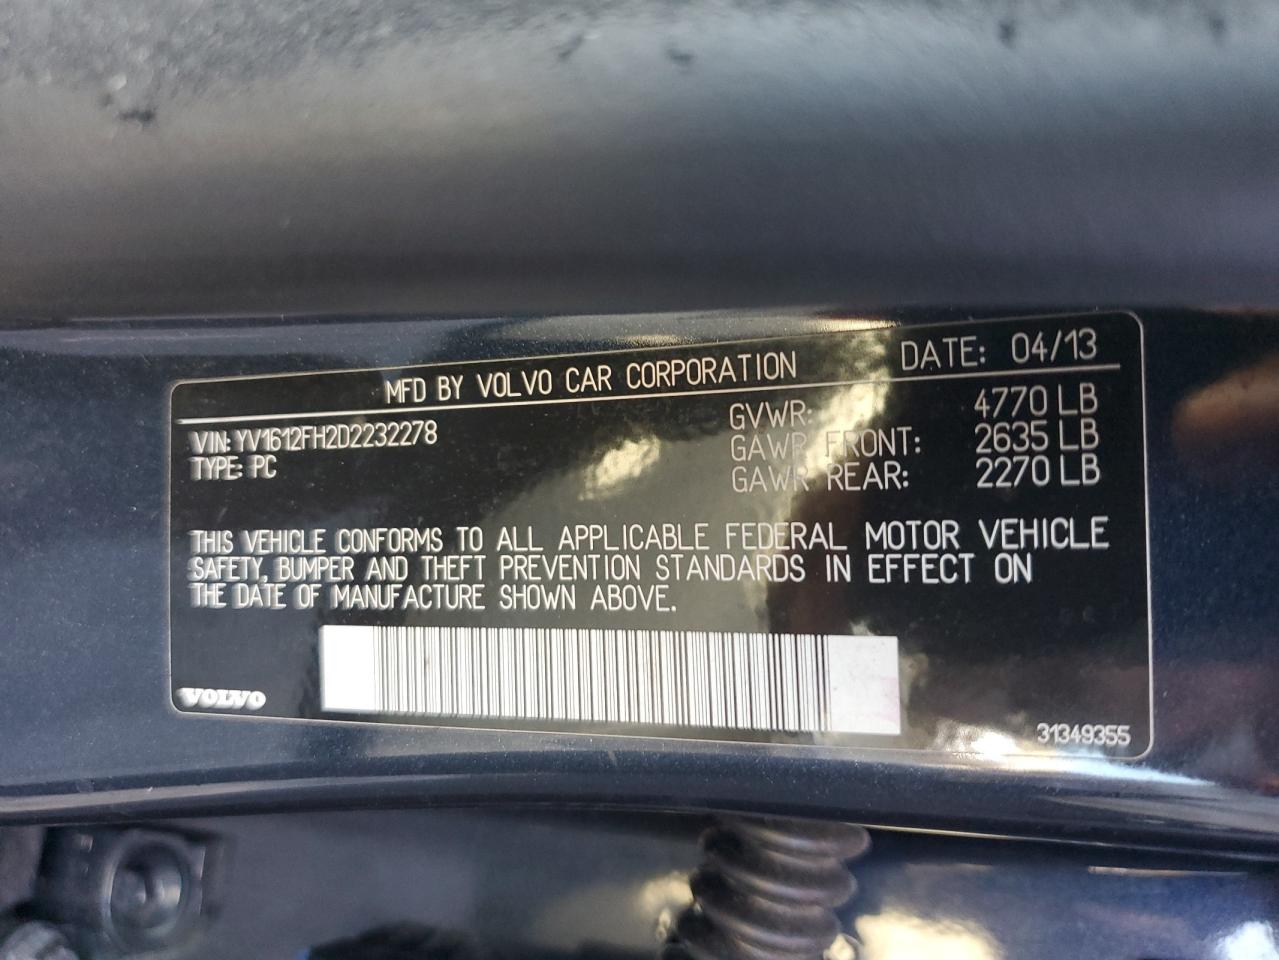 MFD BY VOLVO CAR CORPORATION DATE: 04/13
VIN: YV1612FH2D2232278
TYPE: PC
GVWR: 4770 LB
GAWR FRONT: 2635 LB
GAWR REAR: 2270 LB
THIS VEHICLE CONFORMS TO ALL APPLICABLE FEDERAL MOTOR VEHICLE
SAFETY, BUMPER AND THEFT PREVENTION STANDARDS IN EFFECT ON
THE DATE OF MANUFACTURE SHOWN ABOVE.
VOLVO
31349355